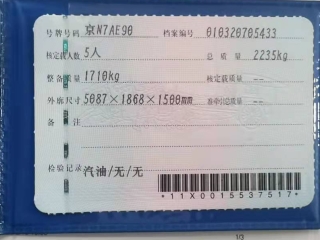 号牌号码 京N7AE90 档案编号 010320705433
核定载人数 5人 总质量 2235kg
整备质量 1710kg 核定载质量 --
外廓尺寸 5087×1868×1500mm 准牵引总质量 --
备注
检验记录 汽油/无/无
*11X0015537517*